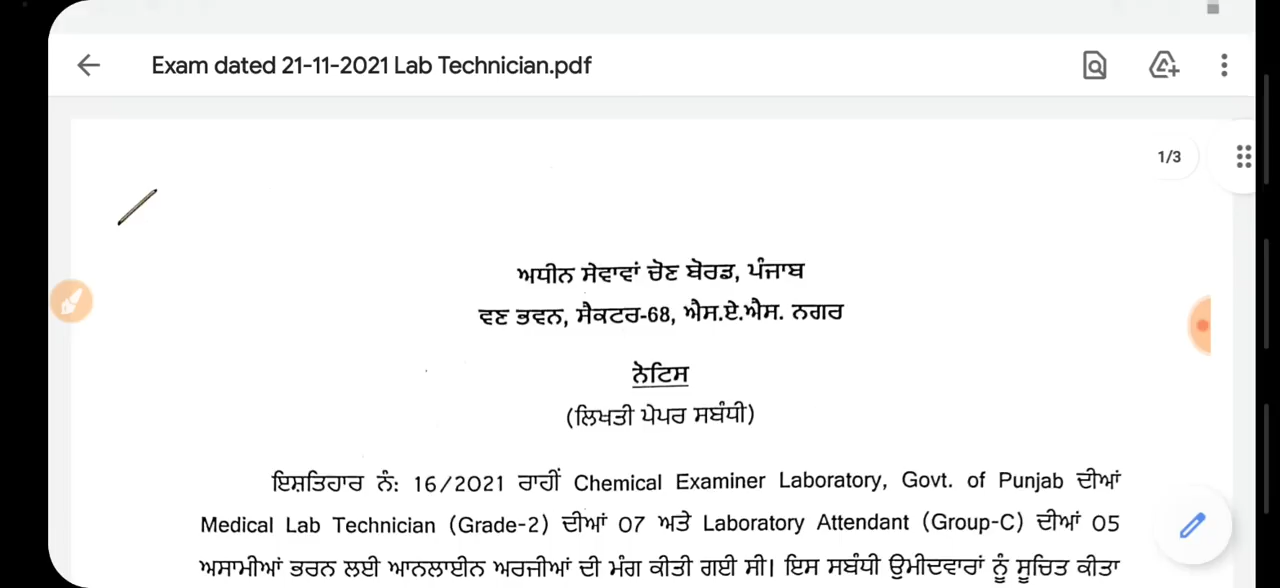 Exam dated 21-11-2021 Lab Technician.pdf
1/3
ਅਧੀਨ ਸੇਵਾਵਾਂ ਚੋਣ ਬੋਰਡ, ਪੰਜਾਬ
ਵਣ ਭਵਨ, ਸੈਕਟਰ-68, ਐਸ.ਏ.ਐਸ. ਨਗਰ
ਨੋਟਿਸ
(ਲਿਖਤੀ ਪੇਪਰ ਸਬੰਧੀ)
ਇਸ਼ਤਿਹਾਰ ਨੰ: 16/2021 ਰਾਹੀਂ Chemical Examiner Laboratory, Govt. of Punjab ਦੀਆਂ
Medical Lab Technician (Grade-2) ਦੀਆਂ 07 ਅਤੇ Laboratory Attendant (Group-C) ਦੀਆਂ 05
ਅਸਾਮੀਆਂ ਭਰਨ ਲਈ ਆਨਲਾਈਨ ਅਰਜੀਆਂ ਦੀ ਮੰਗ ਕੀਤੀ ਗਈ ਸੀ। ਇਸ ਸਬੰਧੀ ਉਮੀਦਵਾਰਾਂ ਨੂੰ ਸੂਚਿਤ ਕੀਤਾ